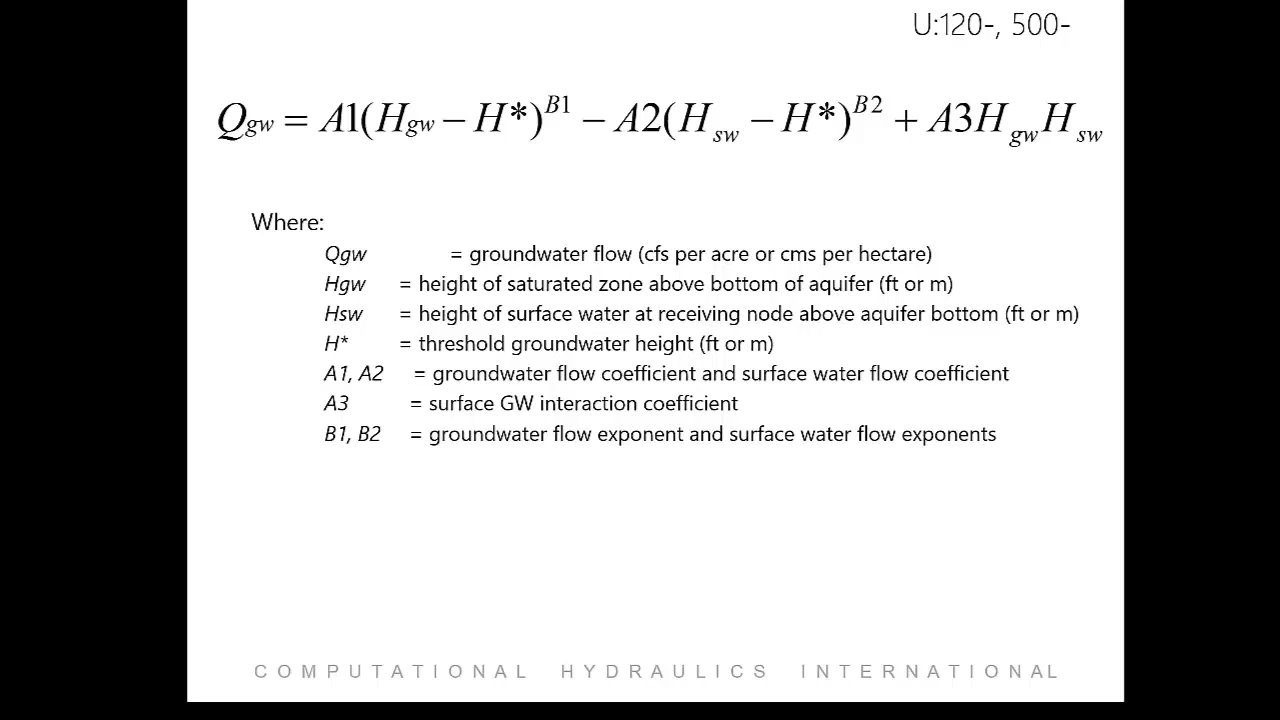 U:120-, 500-
Qgw = A1(Hgw − H*)^B1 − A2(Hsw − H*)^B2 + A3HgwHsw
Where:
Qgw = groundwater flow (cfs per acre or cms per hectare)
Hgw = height of saturated zone above bottom of aquifer (ft or m)
Hsw = height of surface water at receiving node above aquifer bottom (ft or m)
H* = threshold groundwater height (ft or m)
A1, A2 = groundwater flow coefficient and surface water flow coefficient
A3 = surface GW interaction coefficient
B1, B2 = groundwater flow exponent and surface water flow exponents
COMPUTATIONAL HYDRAULICS INTERNATIONAL